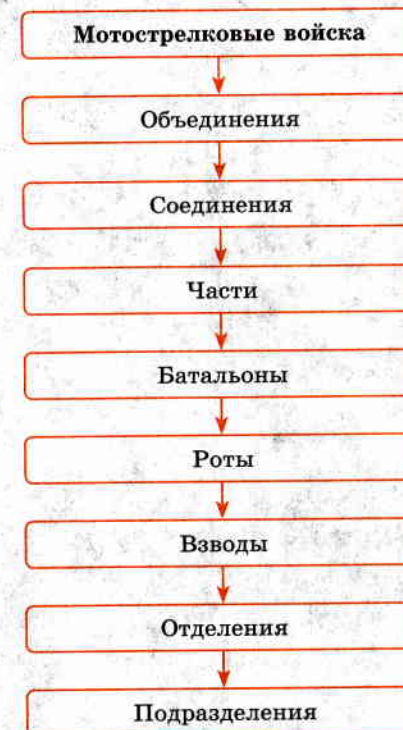 Мотострелковые войска
Объединения
Соединения
Части
Батальоны
Роты
Взводы
Отделения
Подразделения